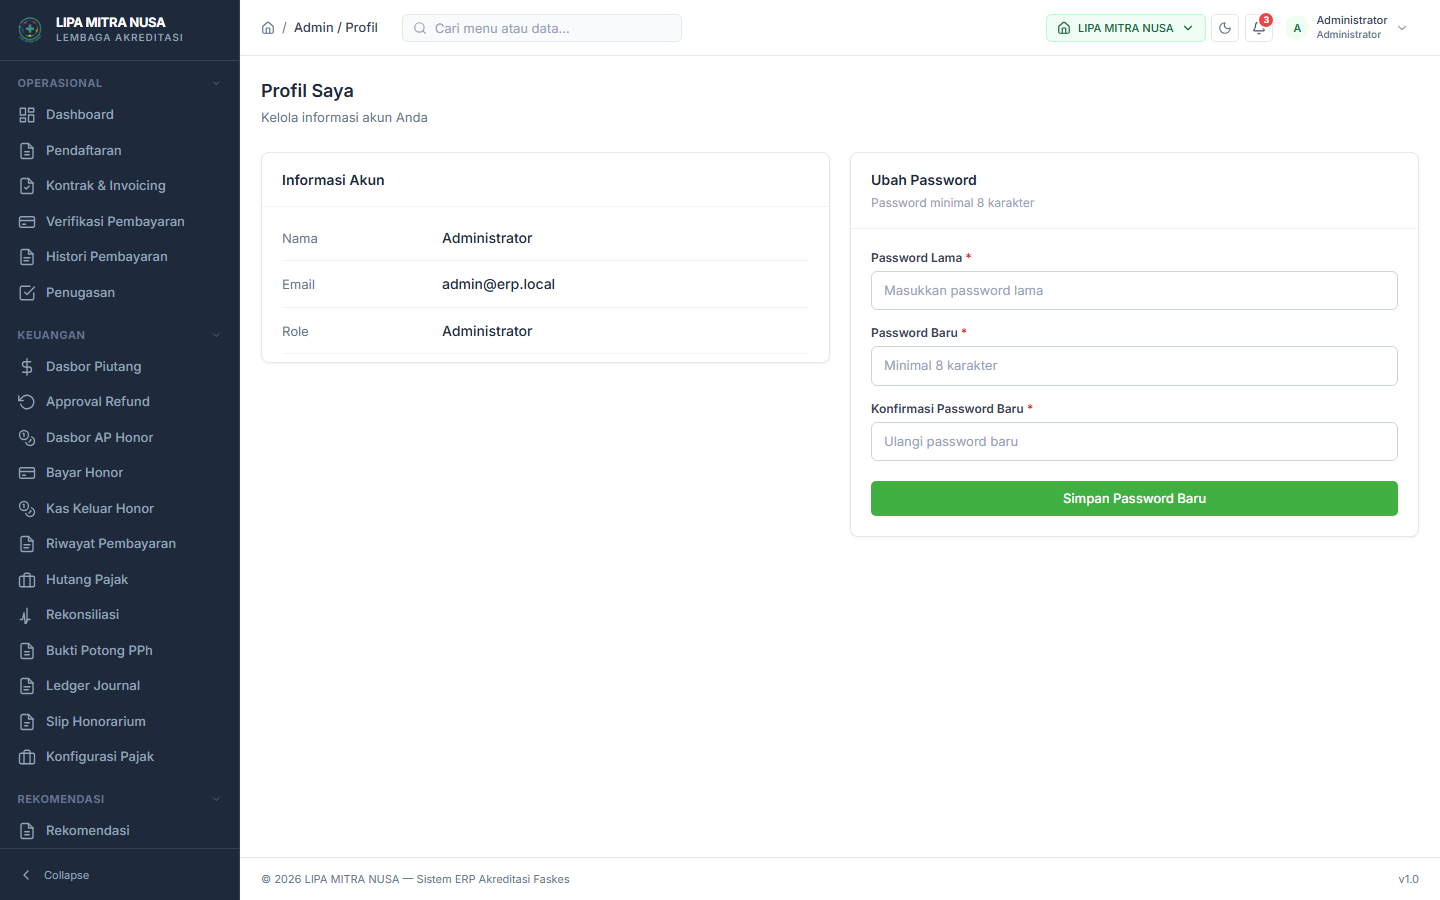 LIPA MITRA NUSA
LEMBAGA AKREDITASI
OPERASIONAL
Dashboard
Pendaftaran
Kontrak & Invoicing
Verifikasi Pembayaran
Histori Pembayaran
Penugasan
KEUANGAN
Dasbor Piutang
Approval Refund
Dasbor AP Honor
Bayar Honor
Kas Keluar Honor
Riwayat Pembayaran
Hutang Pajak
Rekonsiliasi
Bukti Potong PPh
Ledger Journal
Slip Honorarium
Konfigurasi Pajak
REKOMENDASI
Rekomendasi
Collapse
/ Admin / Profil
Cari menu atau data...
LIPA MITRA NUSA
3
A
Administrator
Administrator
Profil Saya
Kelola informasi akun Anda
Informasi Akun
Nama Administrator
Email admin@erp.local
Role Administrator
Ubah Password
Password minimal 8 karakter
Password Lama *
Masukkan password lama
Password Baru *
Minimal 8 karakter
Konfirmasi Password Baru *
Ulangi password baru
Simpan Password Baru
© 2026 LIPA MITRA NUSA — Sistem ERP Akreditasi Faskes
v1.0